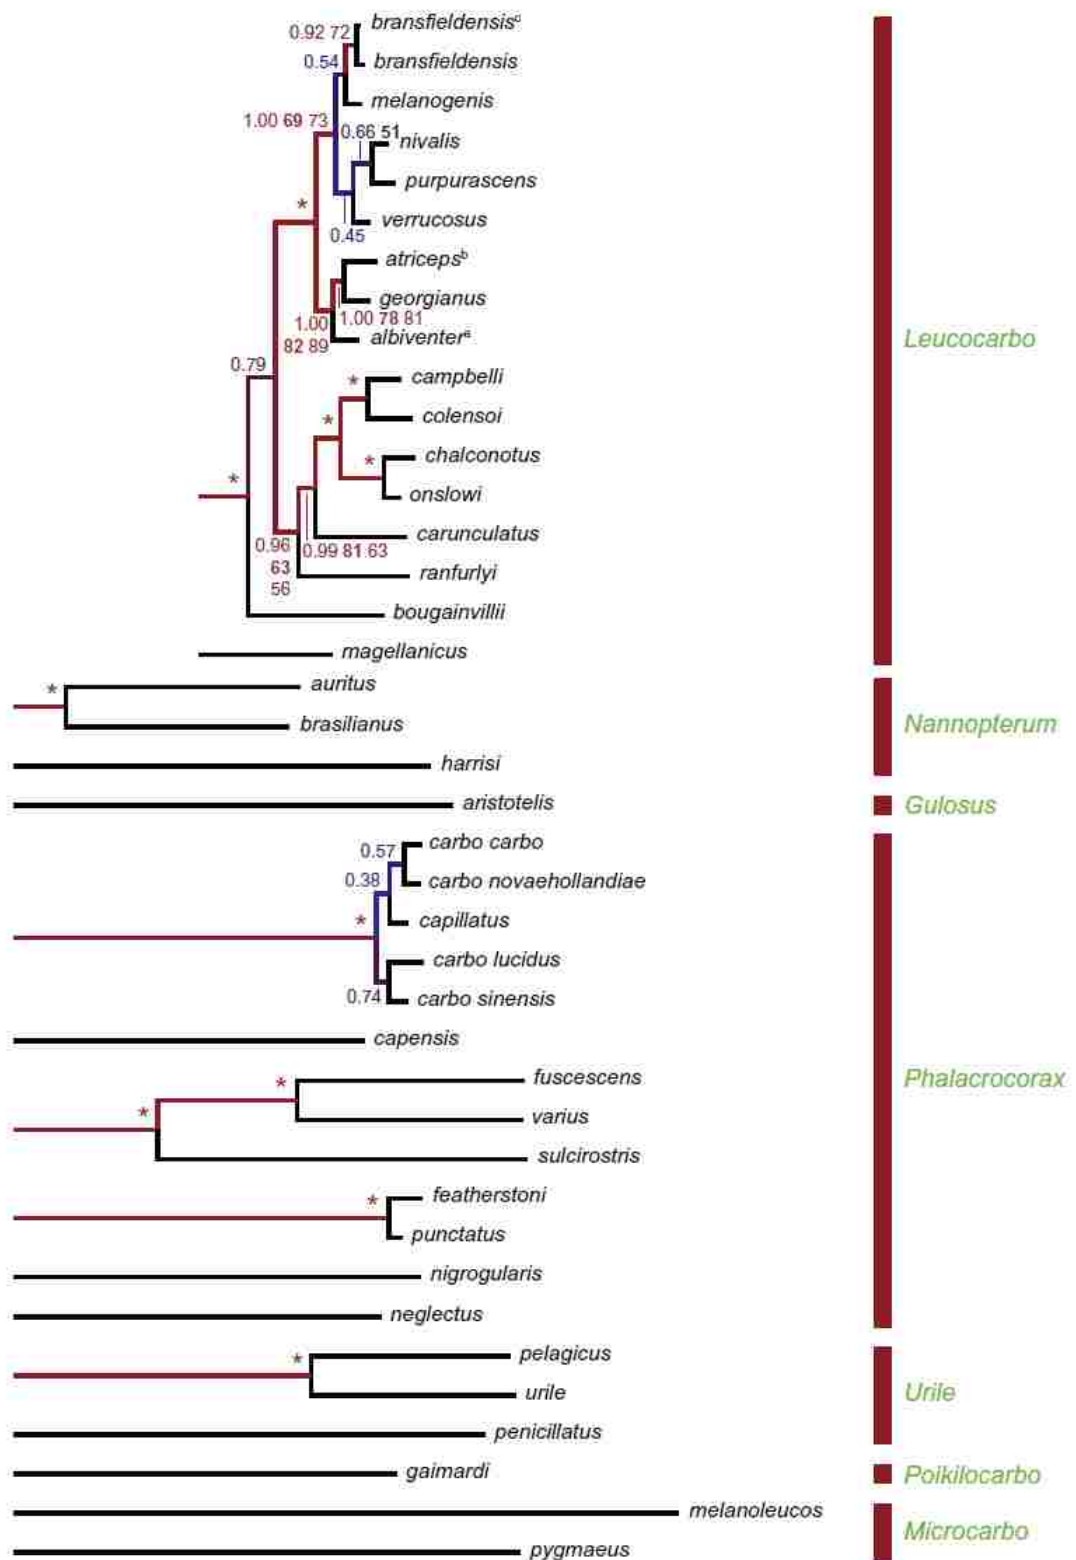 bransfieldensisc
0.92 72
bransfieldensis
0.54
melanogenis
1.00 69 73
0.66 51
nivalis
purpurascens
*
verrucosus
0.45
atricepsb
georgianus
1.00 78 81
1.00
82 89
albiventera
Leucocarbo
0.79
* campbelli
*
colensoi
* chalconotus
*
onslowi
carunculatus
0.96
0.99 81 63
63
56
ranfurlyi
bougainvillii
magellanicus
* auritus
brasilianus
Nannopterum
harrisi
aristotelis
Gulosus
0.57
carbo carbo
0.38
carbo novaehollandiae
* capillatus
carbo lucidus
0.74
carbo sinensis
capensis
* fuscescens
Phalacrocorax
*
varius
sulcirostris
* featherstoni
punctatus
nigrogularis
neglectus
* pelagicus
urile
Urile
penicillatus
gaimardi
Poikilocarbo
melanoleucos
Microcarbo
pygmaeus